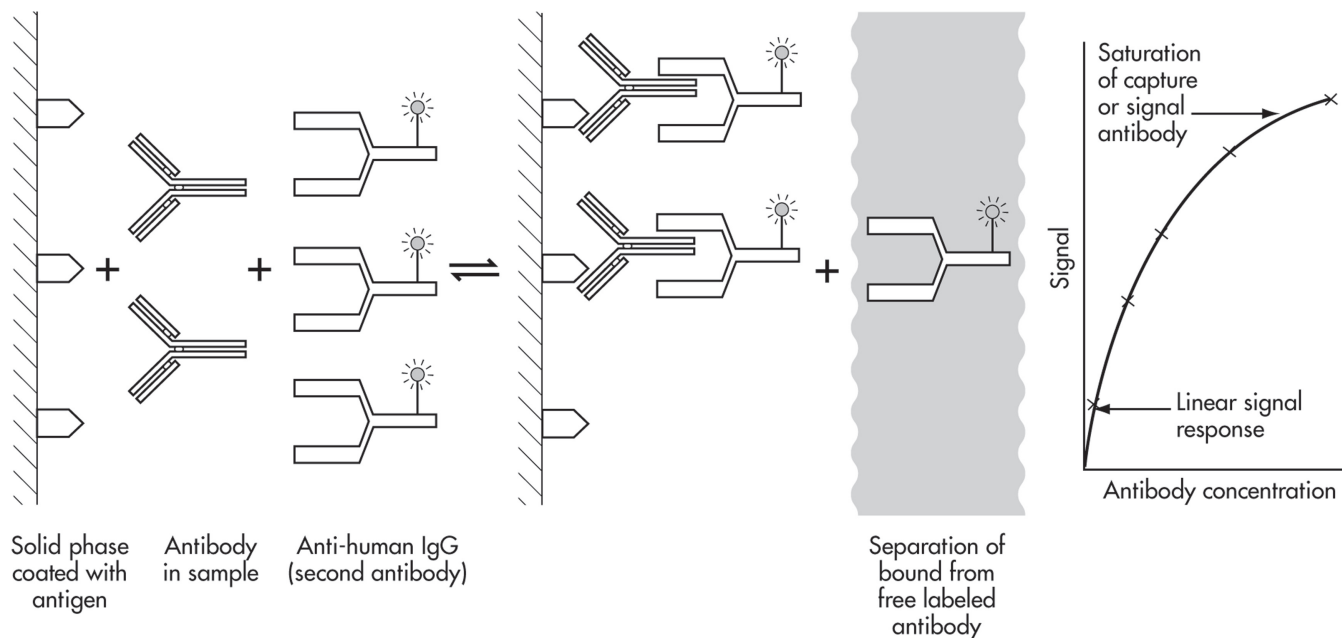 Solid phase
coated with
antigen
Antibody
in sample
Anti-human IgG
(second antibody)
Separation of
bound from
free labeled
antibody
Saturation
of capture
or signal
antibody
Signal
Linear signal
response
Antibody concentration